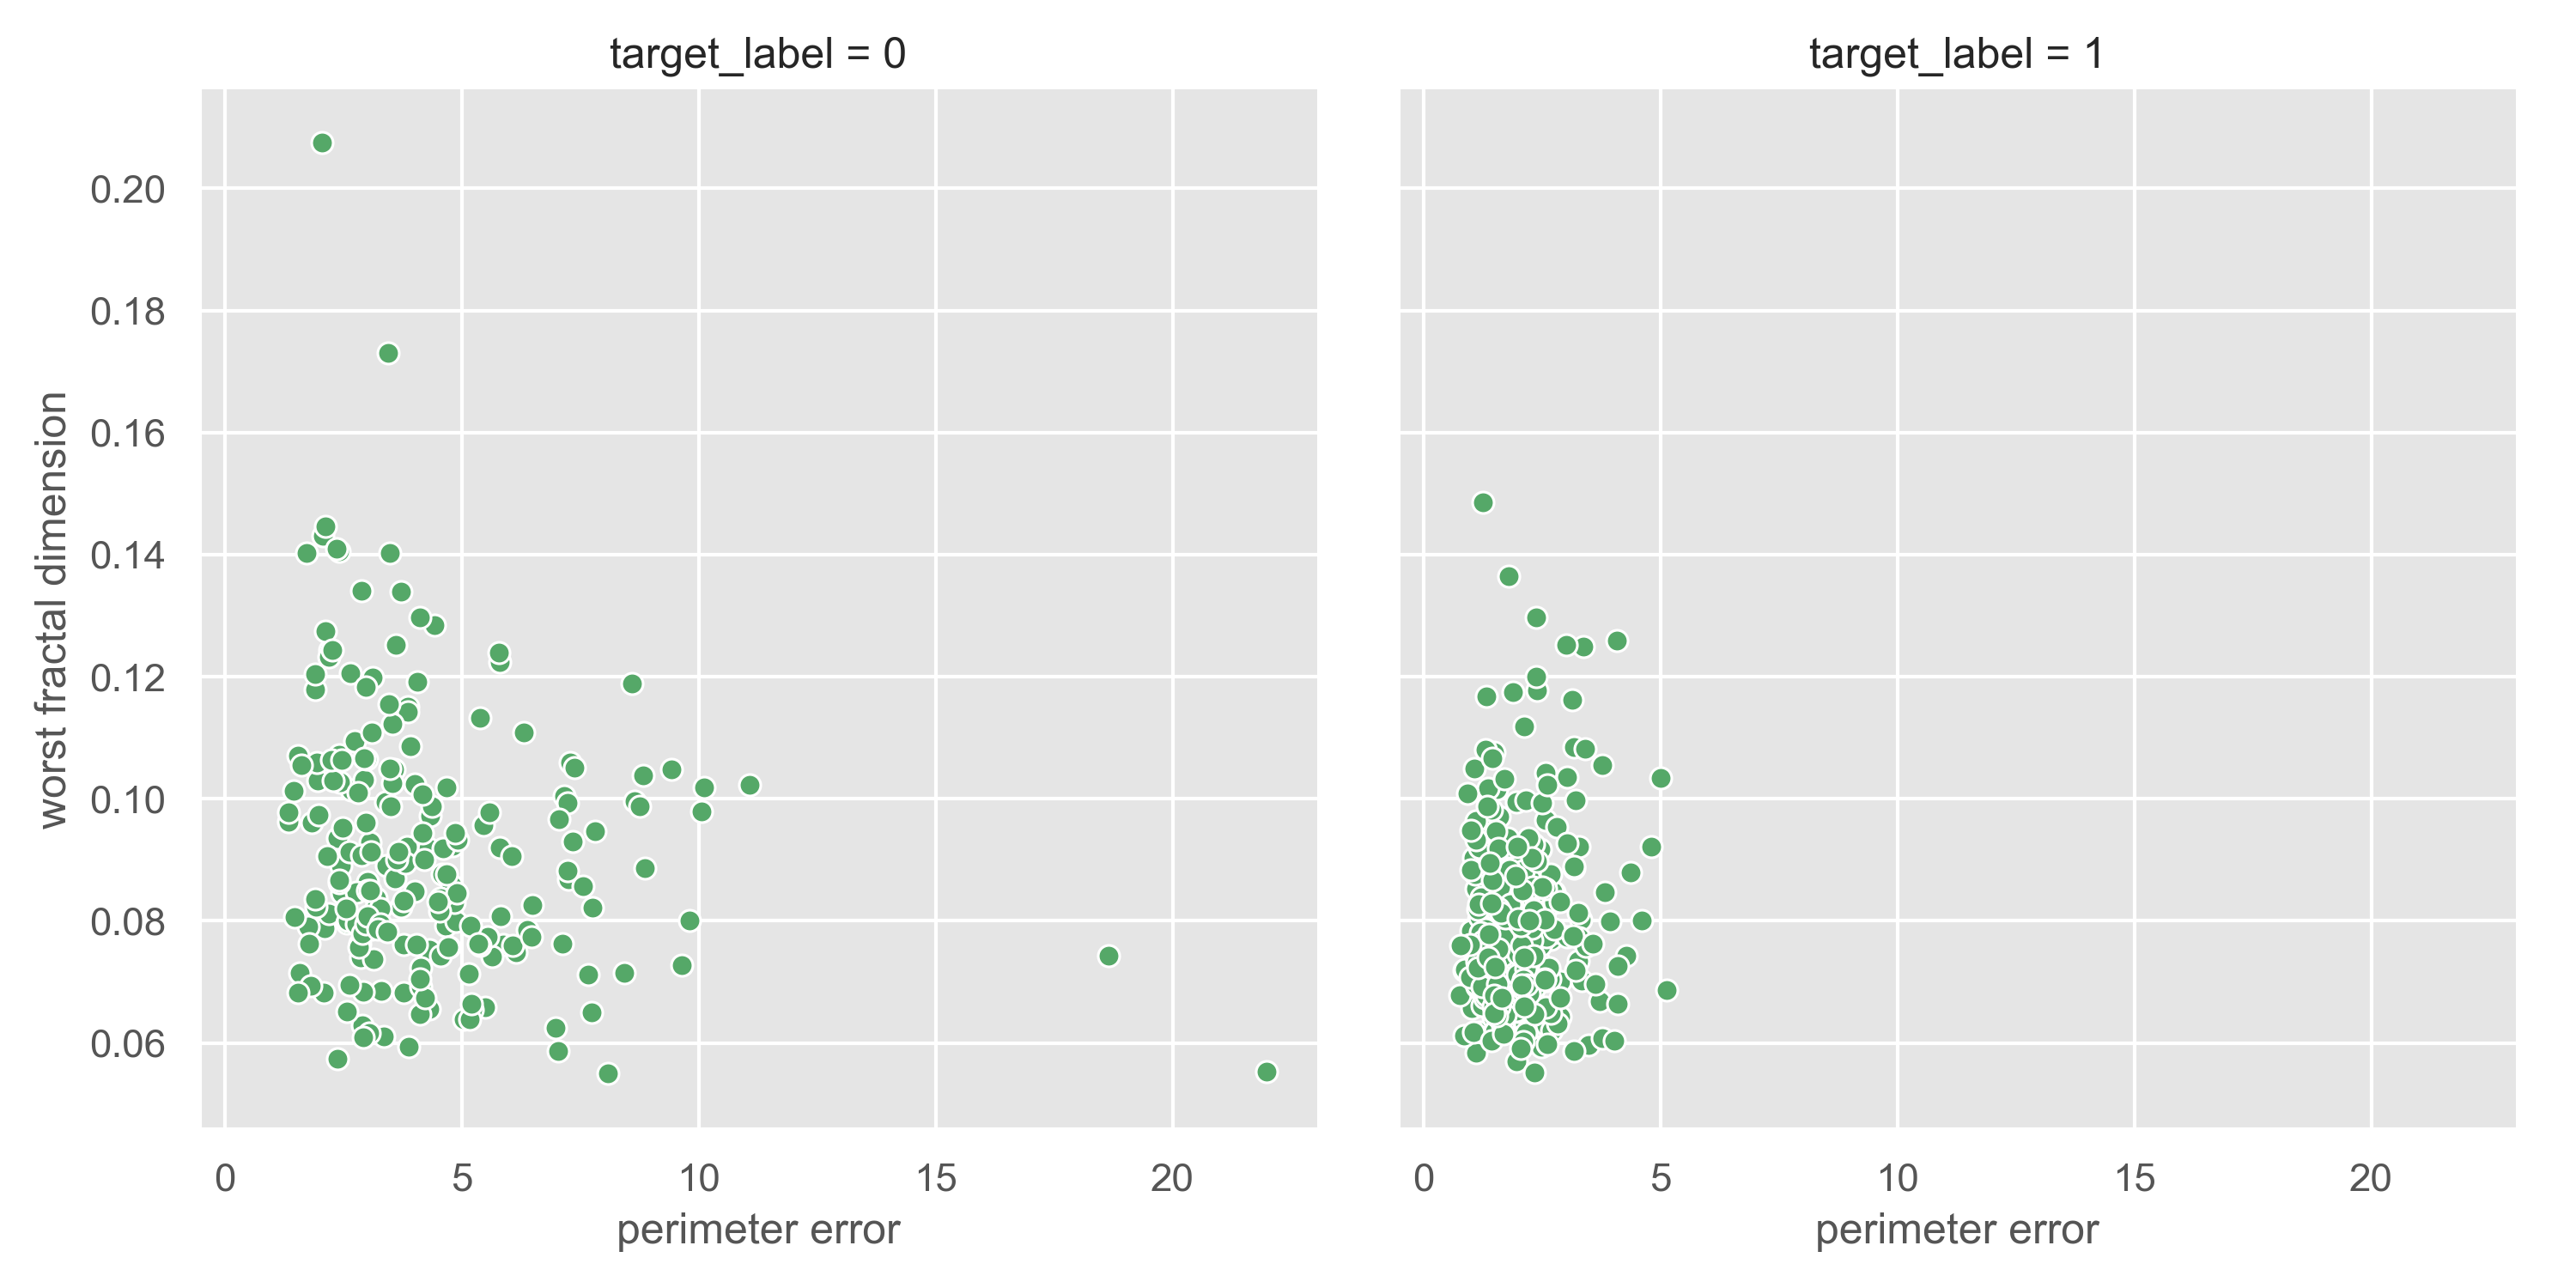 target_label = 0
target_label = 1
worst fractal dimension
0.20
0.18
0.16
0.14
0.12
0.10
0.08
0.06
0 5 10 15 20
0 5 10 15 20
perimeter error
perimeter error